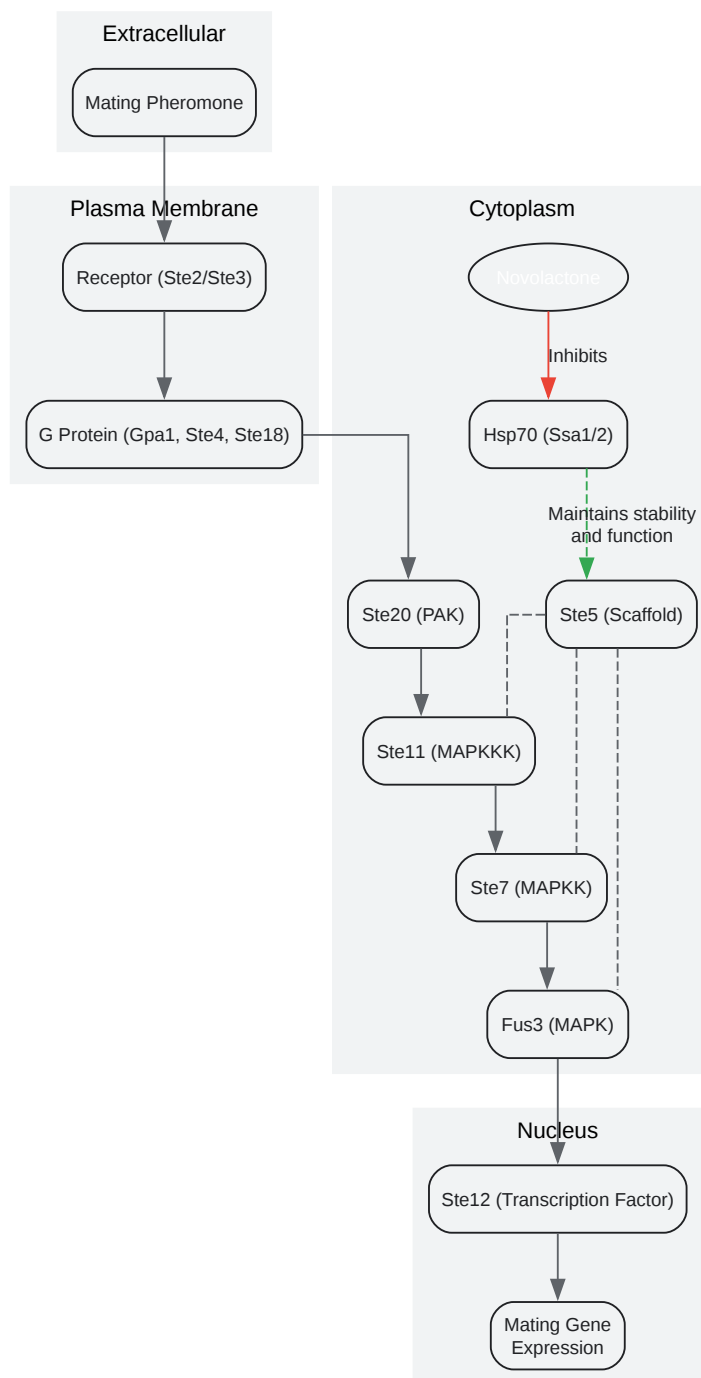 Extracellular
Mating Pheromone
Plasma Membrane
Receptor (Ste2/Ste3)
G Protein (Gpa1, Ste4, Ste18)
Cytoplasm
Novolactone
Inhibits
Hsp70 (Ssa1/2)
Maintains stability
and function
Ste20 (PAK)
Ste5 (Scaffold)
Ste11 (MAPKKK)
Ste7 (MAPKK)
Fus3 (MAPK)
Nucleus
Ste12 (Transcription Factor)
Mating Gene
Expression